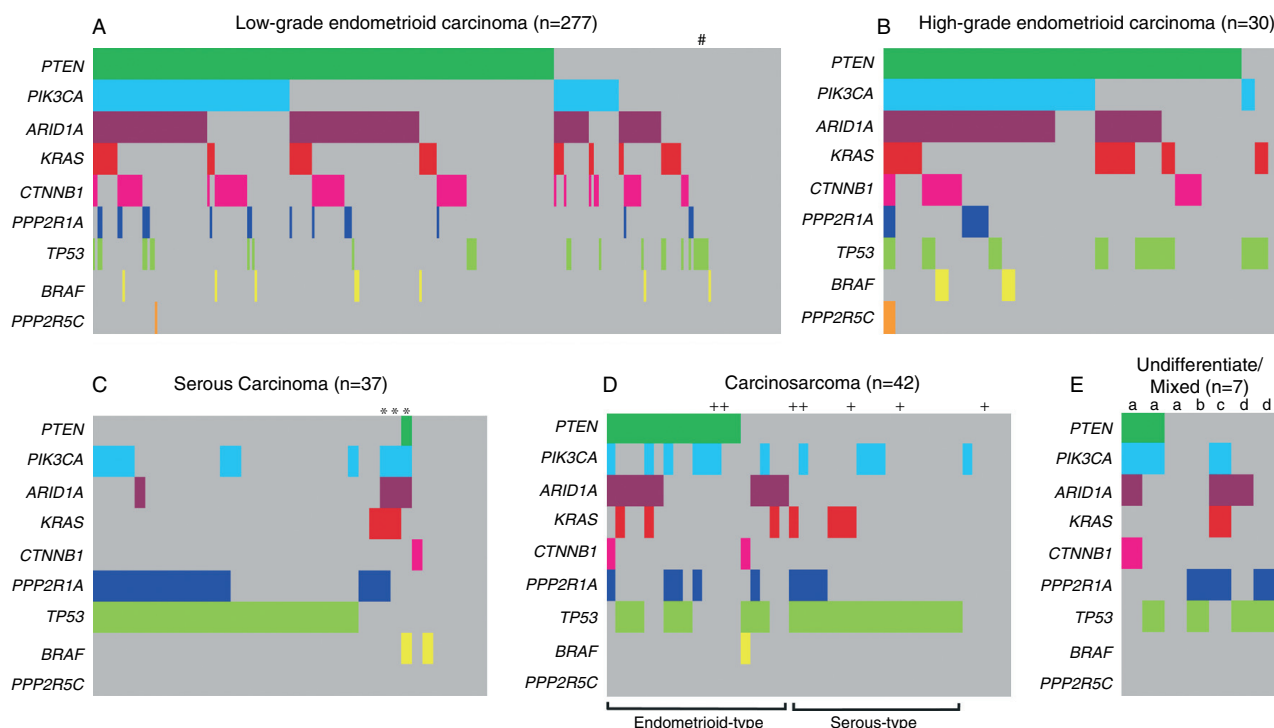 A Low-grade endometrioid carcinoma (n=277)
#
PTEN
PIK3CA
ARID1A
KRAS
CTNNB1
PPP2R1A
TP53
BRAF
PPP2R5C
B High-grade endometrioid carcinoma (n=30)
PTEN
PIK3CA
ARID1A
KRAS
CTNNB1
PPP2R1A
TP53
BRAF
PPP2R5C
C Serous Carcinoma (n=37)
* * *
PTEN
PIK3CA
ARID1A
KRAS
CTNNB1
PPP2R1A
TP53
BRAF
PPP2R5C
D Carcinosarcoma (n=42)
++ ++ + + +
PTEN
PIK3CA
ARID1A
KRAS
CTNNB1
PPP2R1A
TP53
BRAF
PPP2R5C
Endometrioid-type Serous-type
Undifferentiate/
E Mixed (n=7)
a a a b c d d
PTEN
PIK3CA
ARID1A
KRAS
CTNNB1
PPP2R1A
TP53
BRAF
PPP2R5C